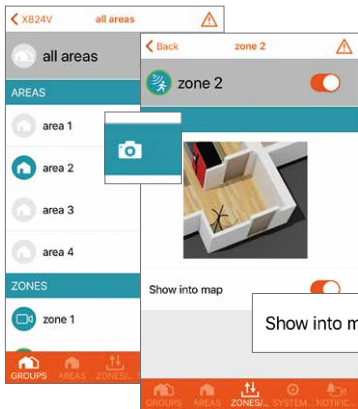 X824V
all areas
all areas
AREAS
area 1
area 2
area 3
area 4
ZONES
zone 1
GROUPS
AREAS
ZONES/...
Back
zone 2
zone 2
Show into map
Show into m
GROUPS
AREAS
ZONES/...
SYSTEM...
NOTIFIC...